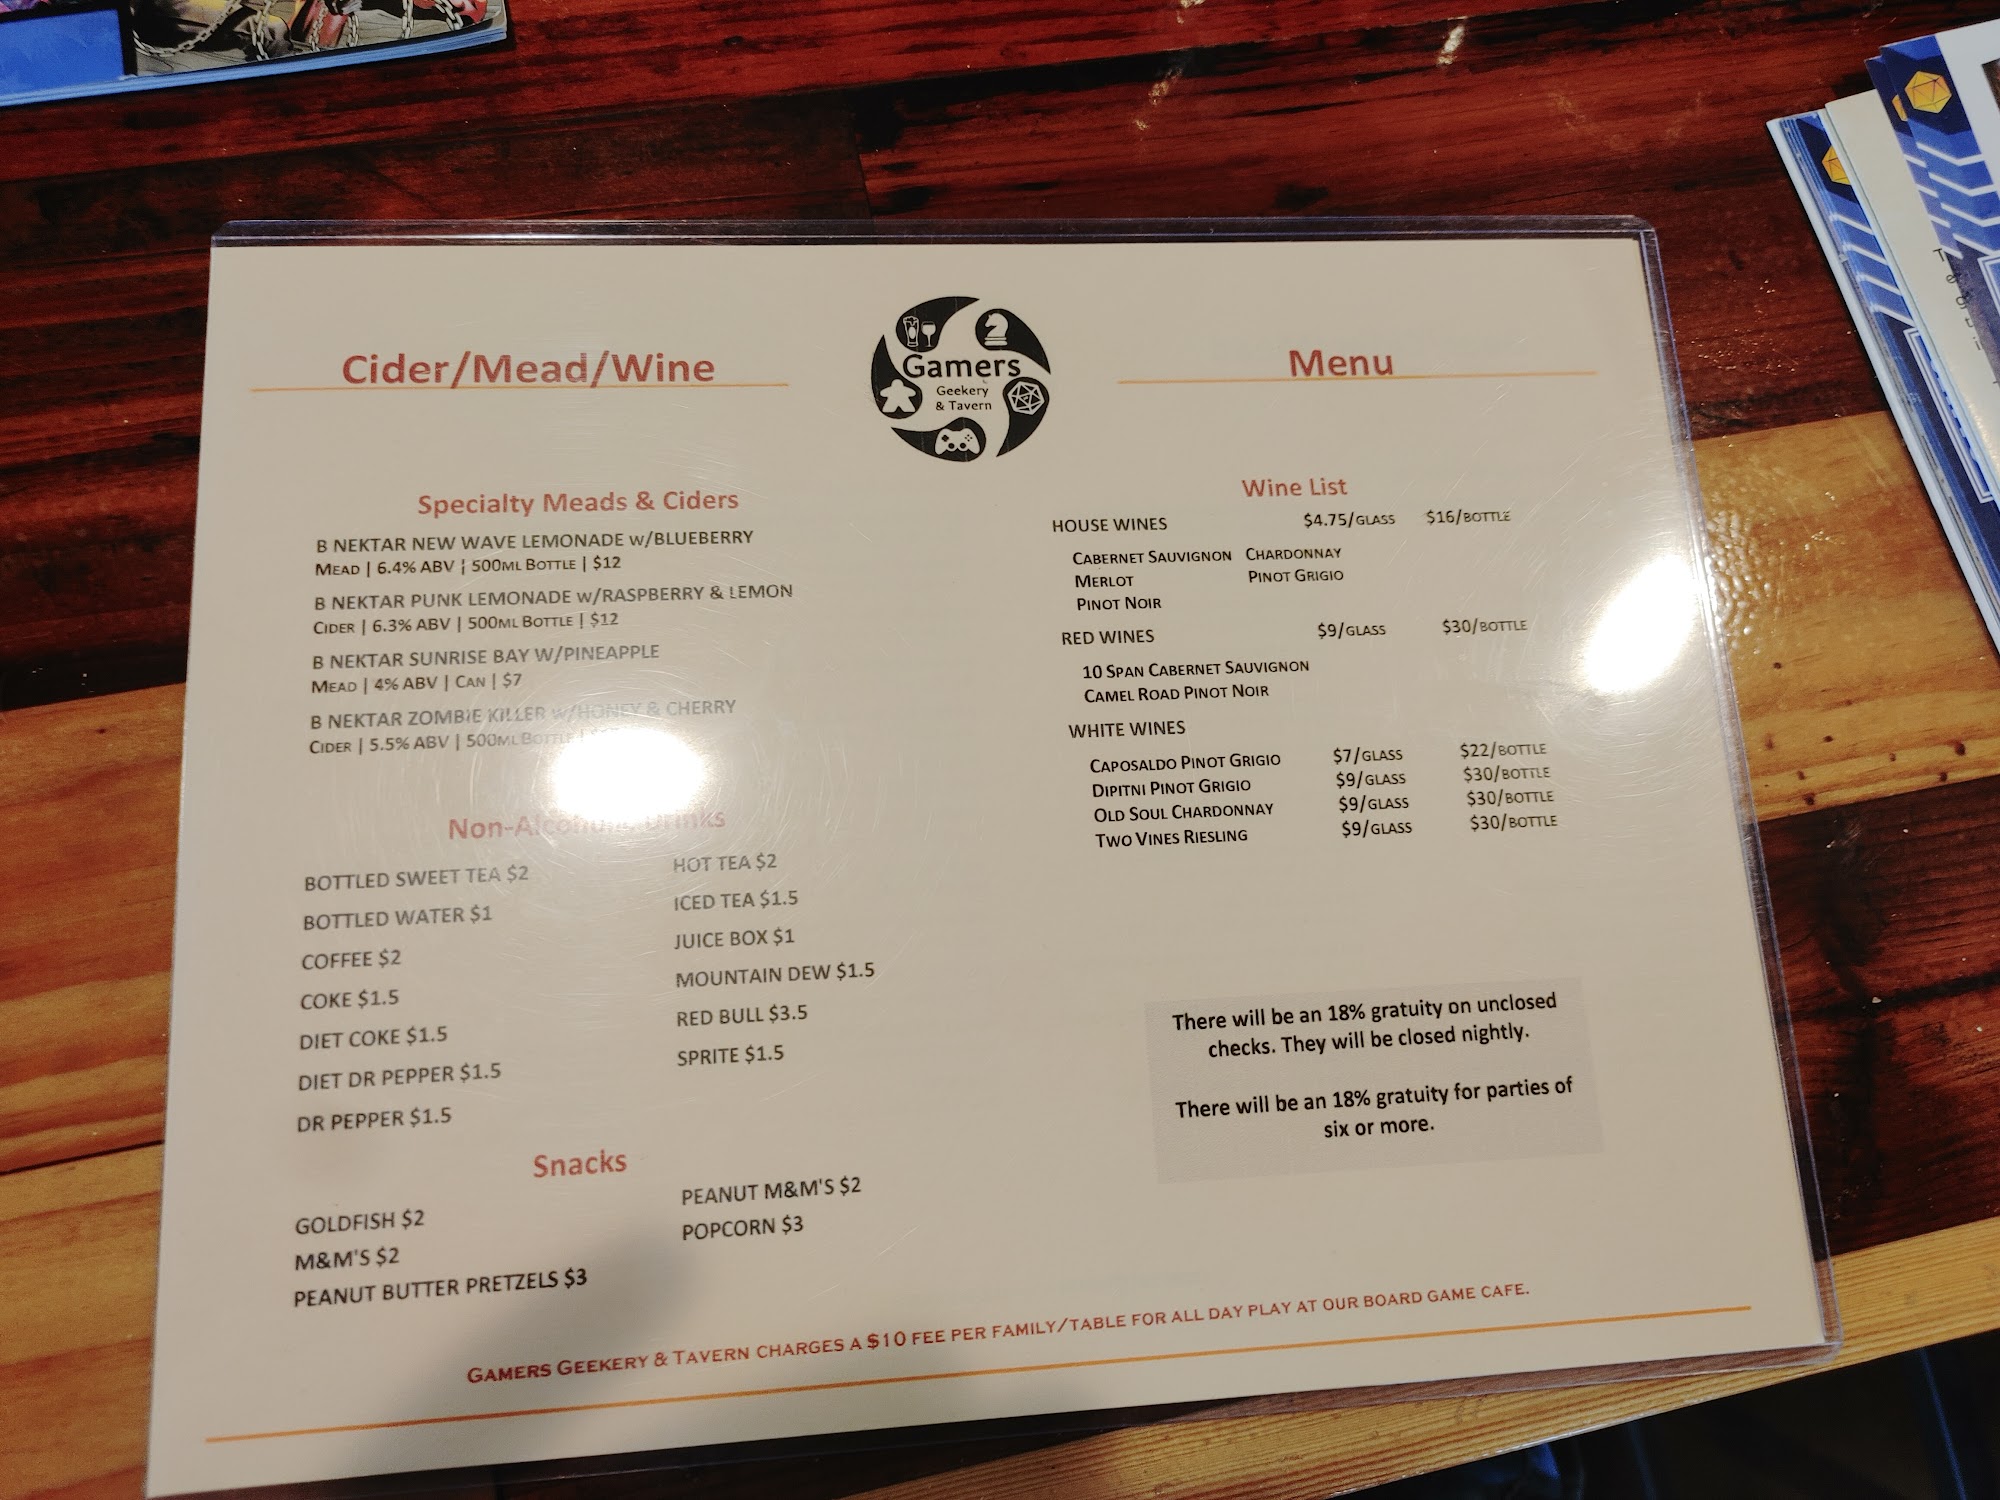 Cider/Mead/Wine
Gamers
Geekery
& Tavern
Menu
Specialty Meads & Ciders
B NEKTAR NEW WAVE LEMONADE W/BLUEBERRY
MEAD | 6.4% ABV | 500ML BOTTLE | $12
B NEKTAR PUNK LEMONADE W/RASPBERRY & LEMON
CIDER | 6.3% ABV | 500ML BOTTLE | $12
B NEKTAR SUNRISE BAY W/PINEAPPLE
MEAD | 4% ABV | CAN | $7
B NEKTAR ZOMBIE KILLER W/HONEY & CHERRY
CIDER | 5.5% ABV | 500ML BOTTLE |
Non-Alcoholic Drinks
BOTTLED SWEET TEA $2
BOTTLED WATER $1
COFFEE $2
COKE $1.5
DIET COKE $1.5
DIET DR PEPPER $1.5
DR PEPPER $1.5
HOT TEA $2
ICED TEA $1.5
JUICE BOX $1
MOUNTAIN DEW $1.5
RED BULL $3.5
SPRITE $1.5
Snacks
GOLDFISH $2
M&M'S $2
PEANUT BUTTER PRETZELS $3
PEANUT M&M'S $2
POPCORN $3
Wine List
HOUSE WINES $4.75/GLASS $16/BOTTLE
CABERNET SAUVIGNON CHARDONNAY
MERLOT PINOT GRIGIO
PINOT NOIR
RED WINES $9/GLASS $30/BOTTLE
10 SPAN CABERNET SAUVIGNON
CAMEL ROAD PINOT NOIR
WHITE WINES
CAPOSALDO PINOT GRIGIO $7/GLASS $22/BOTTLE
DIPITNI PINOT GRIGIO $9/GLASS $30/BOTTLE
OLD SOUL CHARDONNAY $9/GLASS $30/BOTTLE
TWO VINES RIESLING $9/GLASS $30/BOTTLE
There will be an 18% gratuity on unclosed
checks. They will be closed nightly.
There will be an 18% gratuity for parties of
six or more.
GAMERS GEEKERY & TAVERN CHARGES A $10 FEE PER FAMILY/TABLE FOR ALL DAY PLAY AT OUR BOARD GAME CAFE.